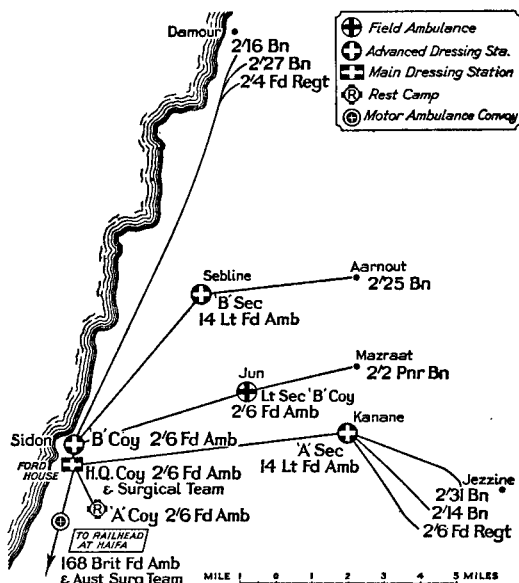 Damour
2/16 Bn
2/27 Bn
2/4 Fd Regt
Field Ambulance
Advanced Dressing Sta.
Main Dressing Station
R Rest Camp
Motor Ambulance Convoy
Sebline
'B' Sec
14 Lt Fd Amb
Aarnout
2/25 Bn
Jun
Lt Sec 'B' Coy
2/6 Fd Amb
Mazraat
2/2 Pnr Bn
Kanane
'A' Sec
14 Lt Fd Amb
Jezzine
2/31 Bn
2/14 Bn
2/6 Fd Regt
Sidon
B' Coy 2/6 Fd Amb
FORD
HOUSE
H.Q. Coy 2/6 Fd Amb
& Surgical Team
R 'A' Coy 2/6 Fd Amb
TO RAILHEAD
AT HAIFA
168 Brit Fd Amb
& Aust Surg Team
MILE 1 0 1 2 3 4 5 MILES